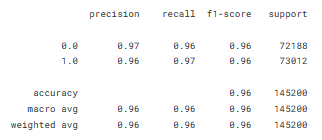 precision recall f1-score support
0.0 0.97 0.96 0.96 72188
1.0 0.96 0.97 0.96 73012
accuracy 0.96 145200
macro avg 0.96 0.96 0.96 145200
weighted avg 0.96 0.96 0.96 145200